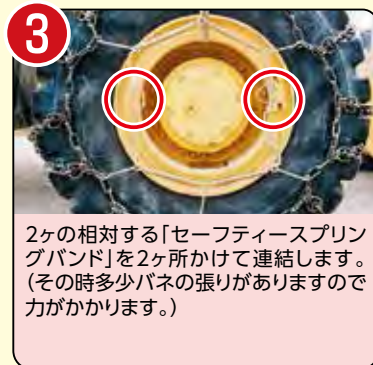 3
2ヶの相対する「セーフティースプリン
グバンド」を2ヶ所かけて連結します。
(その時多少バネの張りがありますので
力がかかります。)